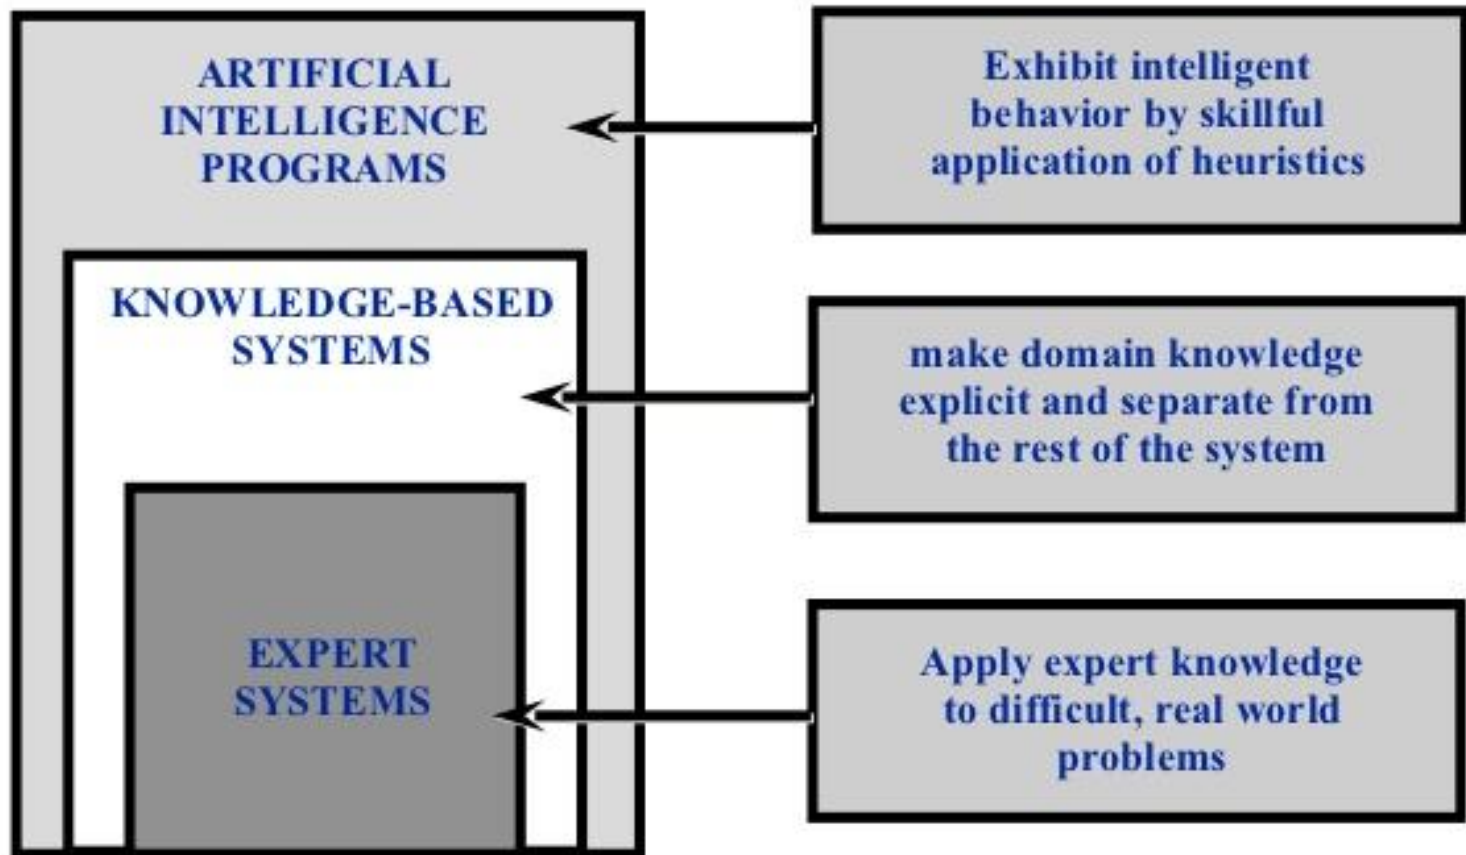 ARTIFICIAL
INTELLIGENCE
PROGRAMS
Exhibit intelligent
behavior by skillful
application of heuristics
KNOWLEDGE-BASED
SYSTEMS
make domain knowledge
explicit and separate from
the rest of the system
EXPERT
SYSTEMS
Apply expert knowledge
to difficult, real world
problems